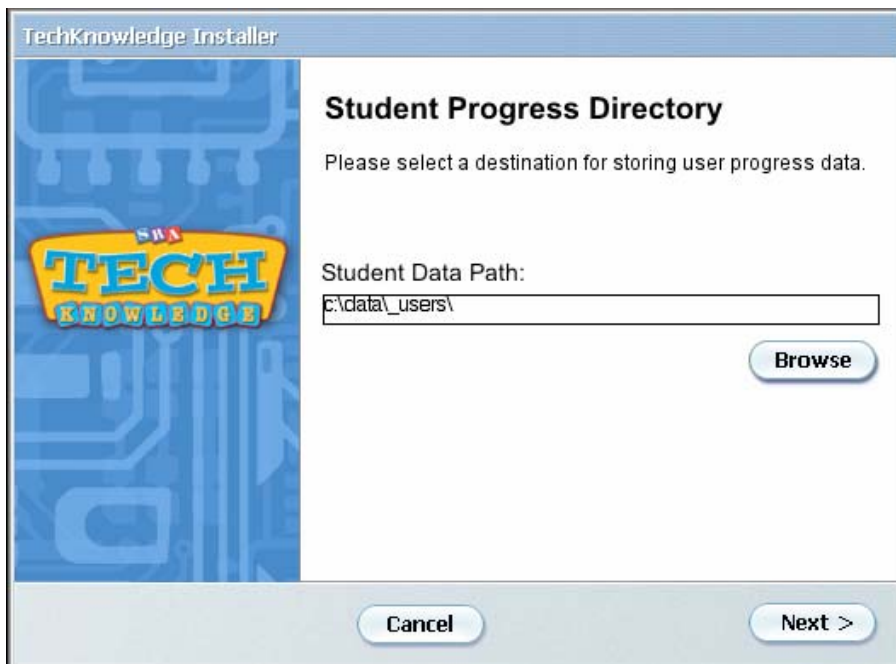 TechKnowledge Installer
Student Progress Directory
Please select a destination for storing user progress data.
SRA
TECH
KNOWLEDGE
Student Data Path:
c:\data\_users\
Browse
Cancel
Next >